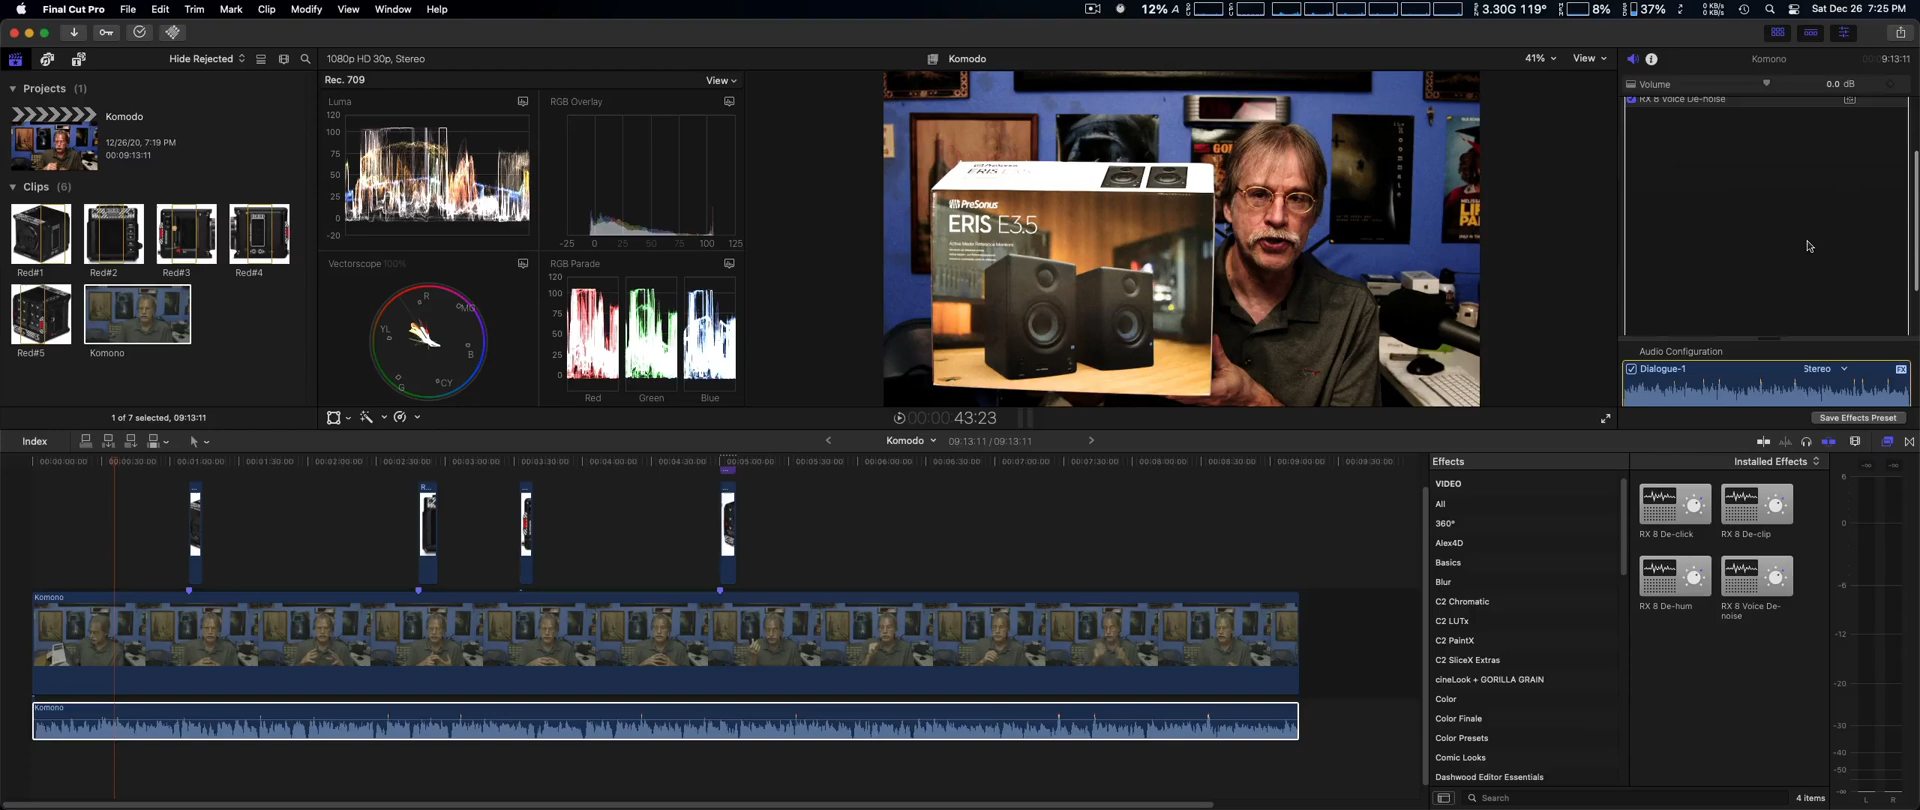 Final Cut Pro File Edit Trim Mark Clip Modify View Window Help
12% A 3.30G 119° 8% 37% 0 KB/s 0 KB/s Sat Dec 26 7:25 PM
Hide Rejected
1080p HD 30p, Stereo
Komodo
41% View
Komono
9:13:11
Projects (1)
Komodo
12/26/20, 7:19 PM
00:09:13:11
Clips (6)
Red#1 Red#2 Red#3 Red#4
Red#5 Komono
1 of 7 selected, 09:13:11
Rec. 709 View
Luma
120
100
75
50
25
0
-20
RGB Overlay
-25 0 25 50 75 100 125
Vectorscope 100%
R MG B CY G YL
RGB Parade
120
100
75
50
25
0
Red Green Blue
PreSonus
ERIS E3.5
00:00:00 43:23
Volume 0.0 dB
RX 8 Voice De-noise
Audio Configuration
Dialogue-1 Stereo
Save Effects Preset
Index
Komodo 09:13:11 / 09:13:11
00:00:00:00 00:00:30:00 00:01:00:00 00:01:30:00 00:02:00:00 00:02:30:00 00:03:00:00 00:03:30:00 00:04:00:00 00:04:30:00 00:05:00:00 00:05:30:00 00:06:00:00 00:06:30:00 00:07:00:00 00:07:30:00 00:08:00:00 00:08:30:00 00:09:00:00 00:09:30:00
R...
Komono
Komono
Effects Installed Effects
VIDEO
All
360°
Alex4D
Basics
Blur
C2 Chromatic
C2 LUTx
C2 PaintX
C2 SliceX Extras
cineLook + GORILLA GRAIN
Color
Color Finale
Color Presets
Comic Looks
Dashwood Editor Essentials
RX 8 De-click RX 8 De-clip
RX 8 De-hum RX 8 Voice De-noise
Search 4 items
-∞ -∞
6
0
-6
-12
-20
-30
-40
-50
-∞
L R